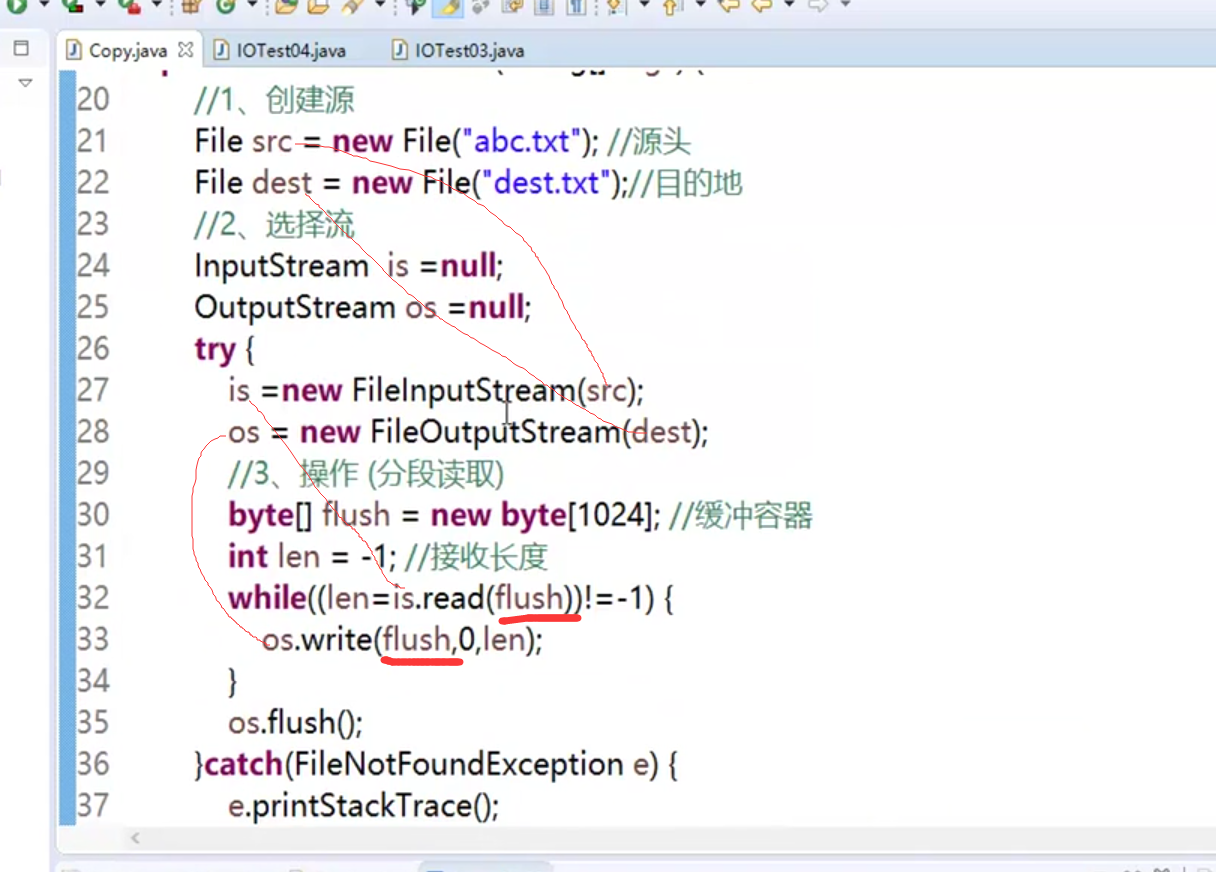 Copy.java IOTest04.java IOTest03.java
20 //1、创建源
21 File src = new File("abc.txt"); //源头
22 File dest = new File("dest.txt");//目的地
23 //2、选择流
24 InputStream is =null;
25 OutputStream os =null;
26 try {
27 is =new FileInputStream(src);
28 os = new FileOutputStream(dest);
29 //3、操作 (分段读取)
30 byte[] flush = new byte[1024]; //缓冲容器
31 int len = -1; //接收长度
32 while((len=is.read(flush))!=-1) {
33 os.write(flush,0,len);
34 }
35 os.flush();
36 }catch(FileNotFoundException e) {
37 e.printStackTrace();